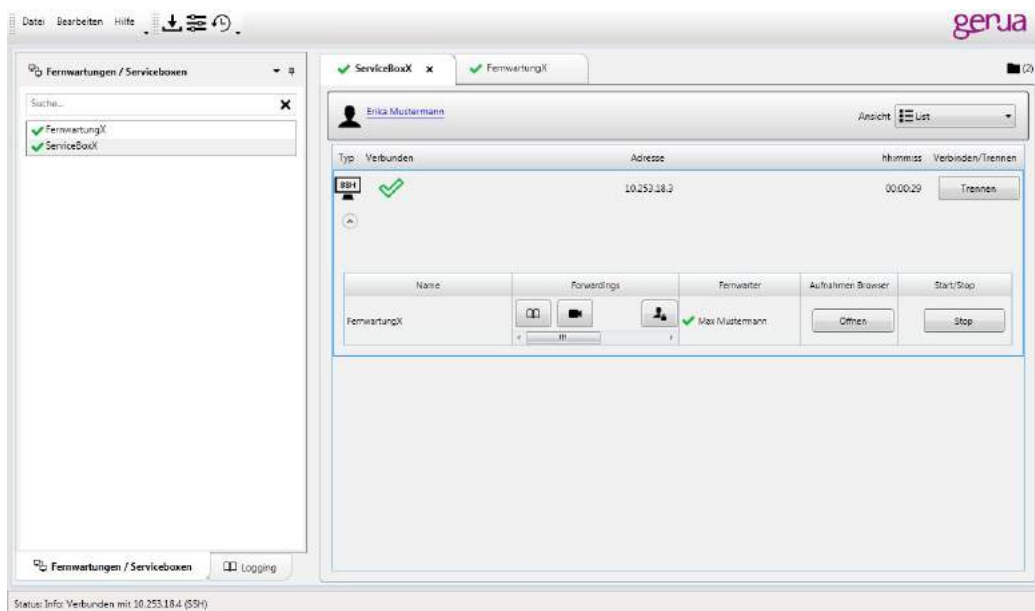 Datei Bearbeiten Hilfe
genua
Fernwartungen / Serviceboxen
Suche...
FernwartungX
ServiceBoxX
ServiceBoxX x FernwartungX
(2)
Erika Mustermann
Ansicht List
Typ Verbunden Adresse hh:mm:ss Verbinden/Trennen
SSH 10.253.18.3 00:00:29 Trennen
Name Forwardings Fernwarter Aufnahmen Browser Start/Stop
FernwartungX Max Mustermann Öffnen Stop
Fernwartungen / Serviceboxen Logging
Status: Info: Verbunden mit 10.253.18.4 (SSH)